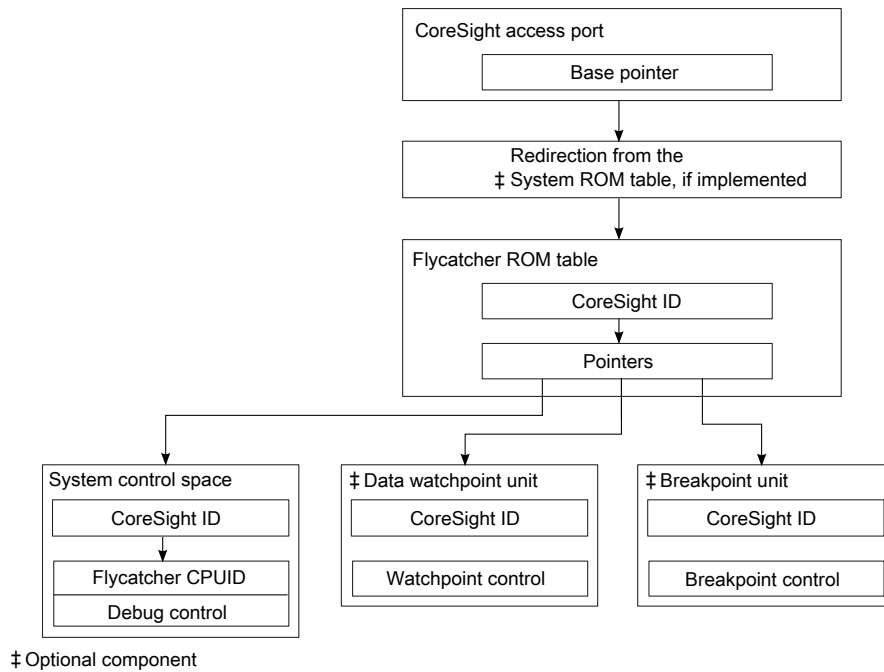 CoreSight access port
Base pointer
Redirection from the
‡ System ROM table, if implemented
Flycatcher ROM table
CoreSight ID
Pointers
System control space
CoreSight ID
Flycatcher CPUID
Debug control
‡ Data watchpoint unit
CoreSight ID
Watchpoint control
‡ Breakpoint unit
CoreSight ID
Breakpoint control
‡ Optional component